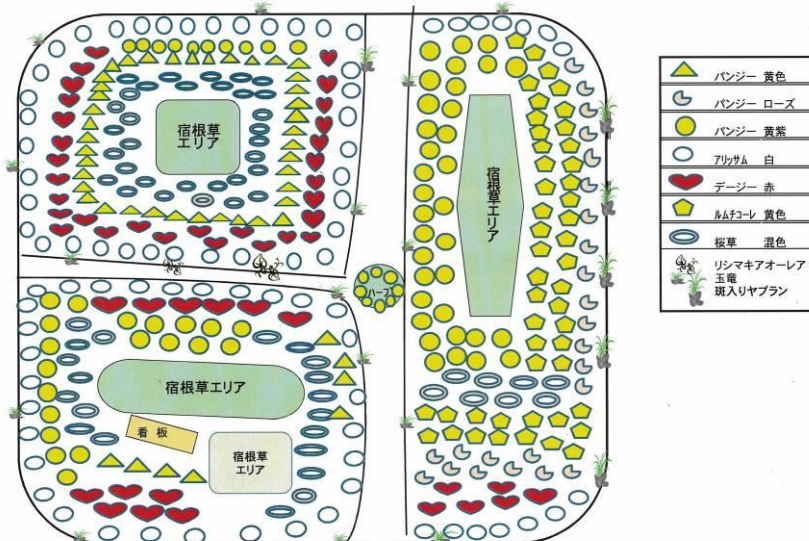 宿根草
エリア
宿根草エリア
ハーブ
宿根草エリア
看 板
宿根草
エリア
パンジー 黄色
パンジー ローズ
パンジー 黄紫
アリッサム 白
デージー 赤
ルムチコーレ 黄色
桜草 混色
リシマキアオーレア
玉竜
斑入りヤブラン